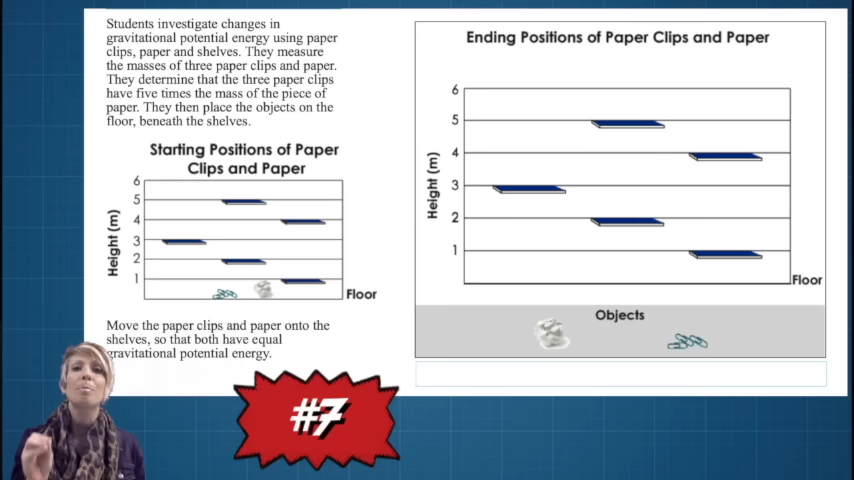 Students investigate changes in
gravitational potential energy using paper
clips, paper and shelves. They measure
the masses of three paper clips and paper.
They determine that the three paper clips
have five times the mass of the piece of
paper. They then place the objects on the
floor, beneath the shelves.
Starting Positions of Paper
Clips and Paper
Height (m)
6
5
4
3
2
1
Floor
Move the paper clips and paper onto the
shelves, so that both have equal
gravitational potential energy.
Ending Positions of Paper Clips and Paper
Height (m)
6
5
4
3
2
1
Floor
Objects
#7